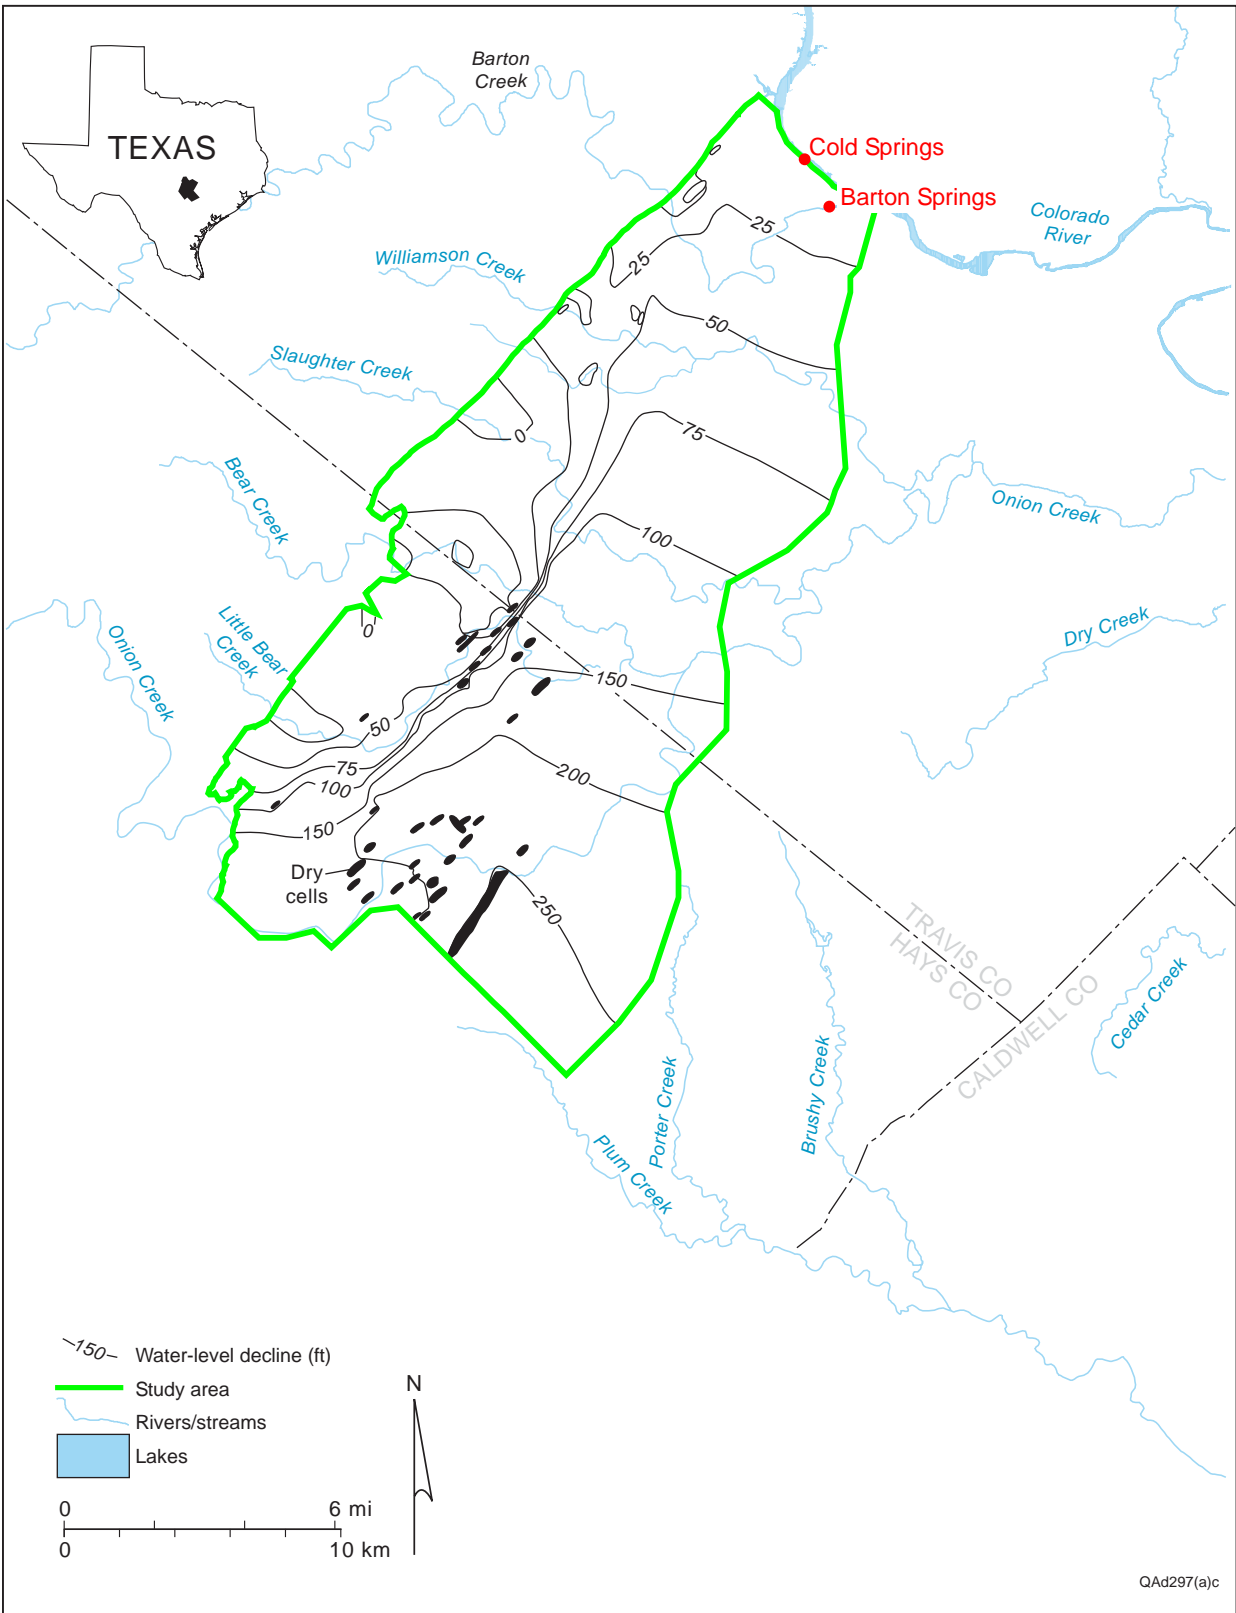 Barton
Creek
TEXAS
Cold Springs
Barton Springs
Colorado
River
25
Williamson Creek
25
50
Slaughter Creek
0
75
Bear Creek
Onion Creek
100
Little Bear
Creek
0
Dry Creek
Onion Creek
150
50
75
200
100
150
Dry
cells
250
TRAVIS CO
HAYS CO
CALDWELL CO
Cedar Creek
Porter Creek
Brushy Creek
Plum Creek
150 Water-level decline (ft)
Study area
Rivers/streams
Lakes
N
0 6 mi
0 10 km
QAd297(a)c